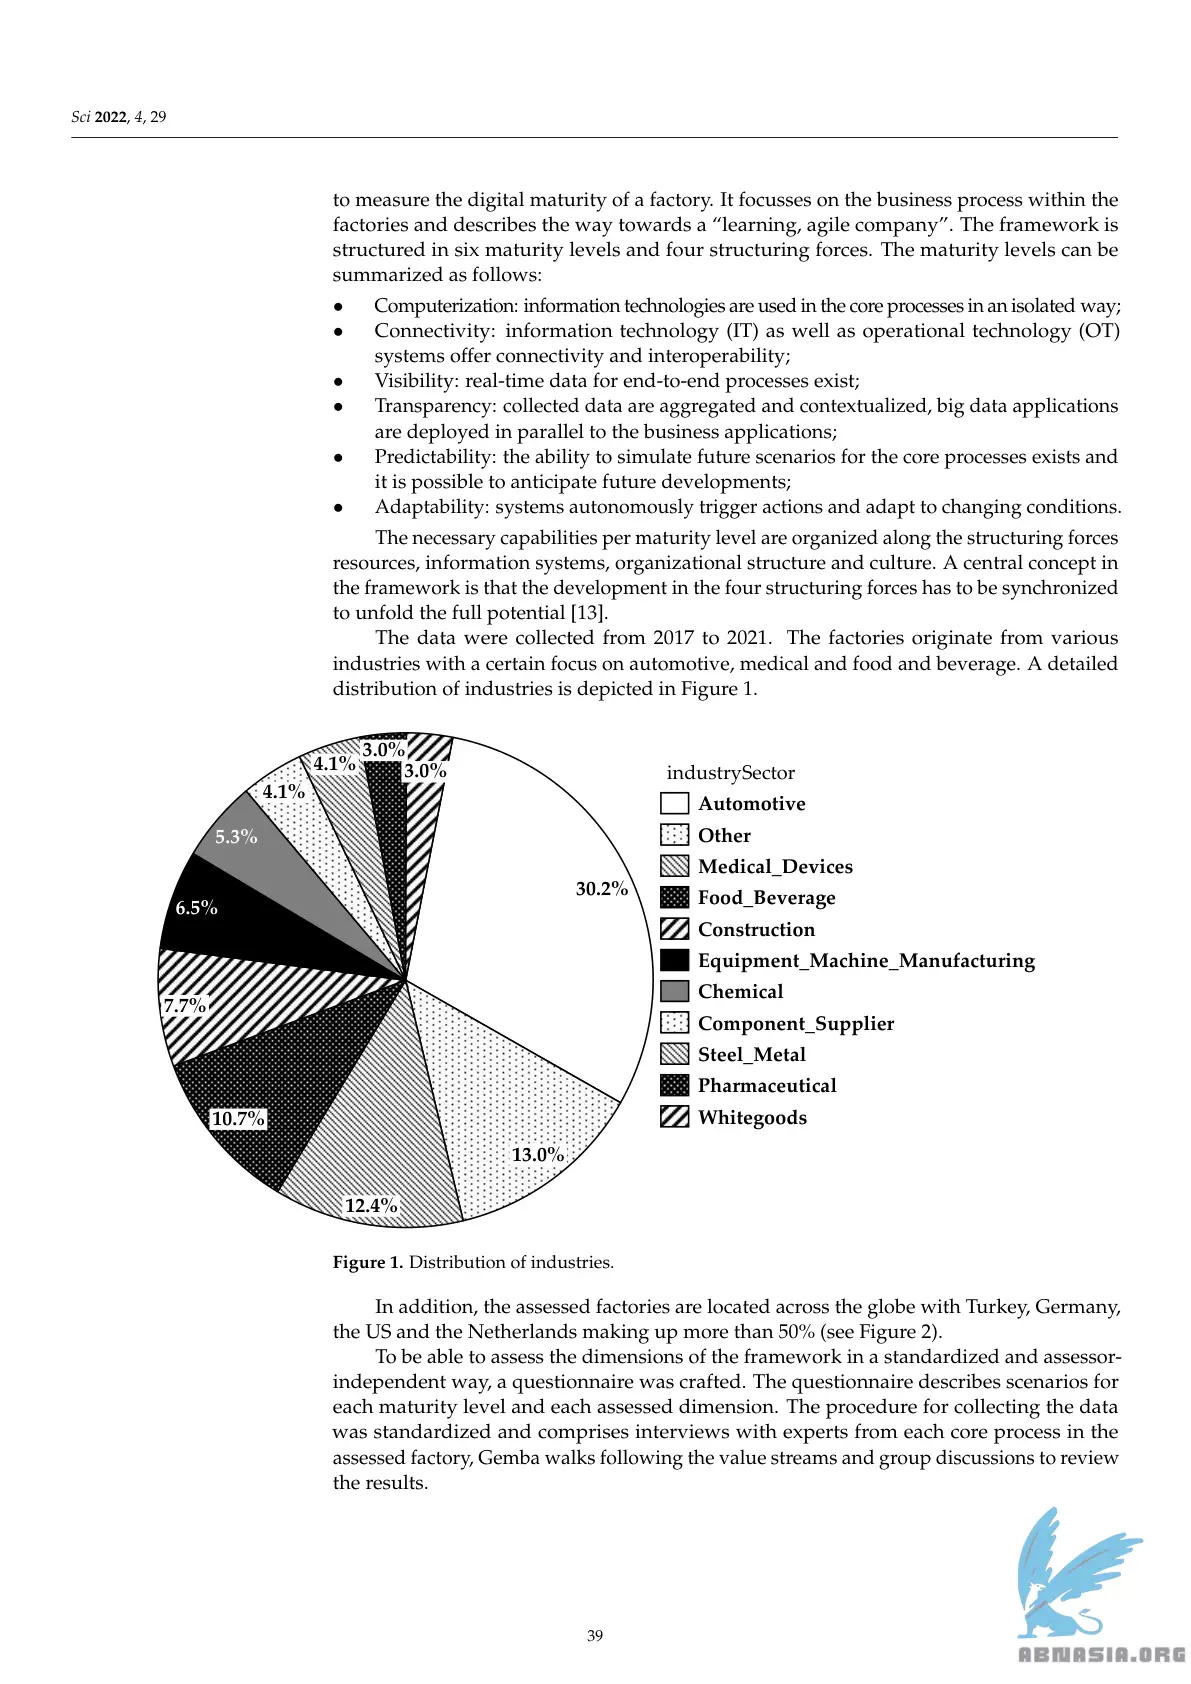 Sci 2022, 4, 29
to measure the digital maturity of a factory. It focusses on the business process within the
factories and describes the way towards a “learning, agile company”. The framework is
structured in six maturity levels and four structuring forces. The maturity levels can be
summarized as follows:
• Computerization: information technologies are used in the core processes in an isolated way;
• Connectivity: information technology (IT) as well as operational technology (OT)
systems offer connectivity and interoperability;
• Visibility: real-time data for end-to-end processes exist;
• Transparency: collected data are aggregated and contextualized, big data applications
are deployed in parallel to the business applications;
• Predictability: the ability to simulate future scenarios for the core processes exists and
it is possible to anticipate future developments;
• Adaptability: systems autonomously trigger actions and adapt to changing conditions.
The necessary capabilities per maturity level are organized along the structuring forces
resources, information systems, organizational structure and culture. A central concept in
the framework is that the development in the four structuring forces has to be synchronized
to unfold the full potential [13].
The data were collected from 2017 to 2021. The factories originate from various
industries with a certain focus on automotive, medical and food and beverage. A detailed
distribution of industries is depicted in Figure 1.
3.0%
4.1%
3.0%
4.1%
5.3%
30.2%
6.5%
7.7%
10.7%
13.0%
12.4%
industrySector
Automotive
Other
Medical_Devices
Food_Beverage
Construction
Equipment_Machine_Manufacturing
Chemical
Component_Supplier
Steel_Metal
Pharmaceutical
Whitegoods
Figure 1. Distribution of industries.
In addition, the assessed factories are located across the globe with Turkey, Germany,
the US and the Netherlands making up more than 50% (see Figure 2).
To be able to assess the dimensions of the framework in a standardized and assessor-
independent way, a questionnaire was crafted. The questionnaire describes scenarios for
each maturity level and each assessed dimension. The procedure for collecting the data
was standardized and comprises interviews with experts from each core process in the
assessed factory, Gemba walks following the value streams and group discussions to review
the results.
39
ABNASIA.ORG